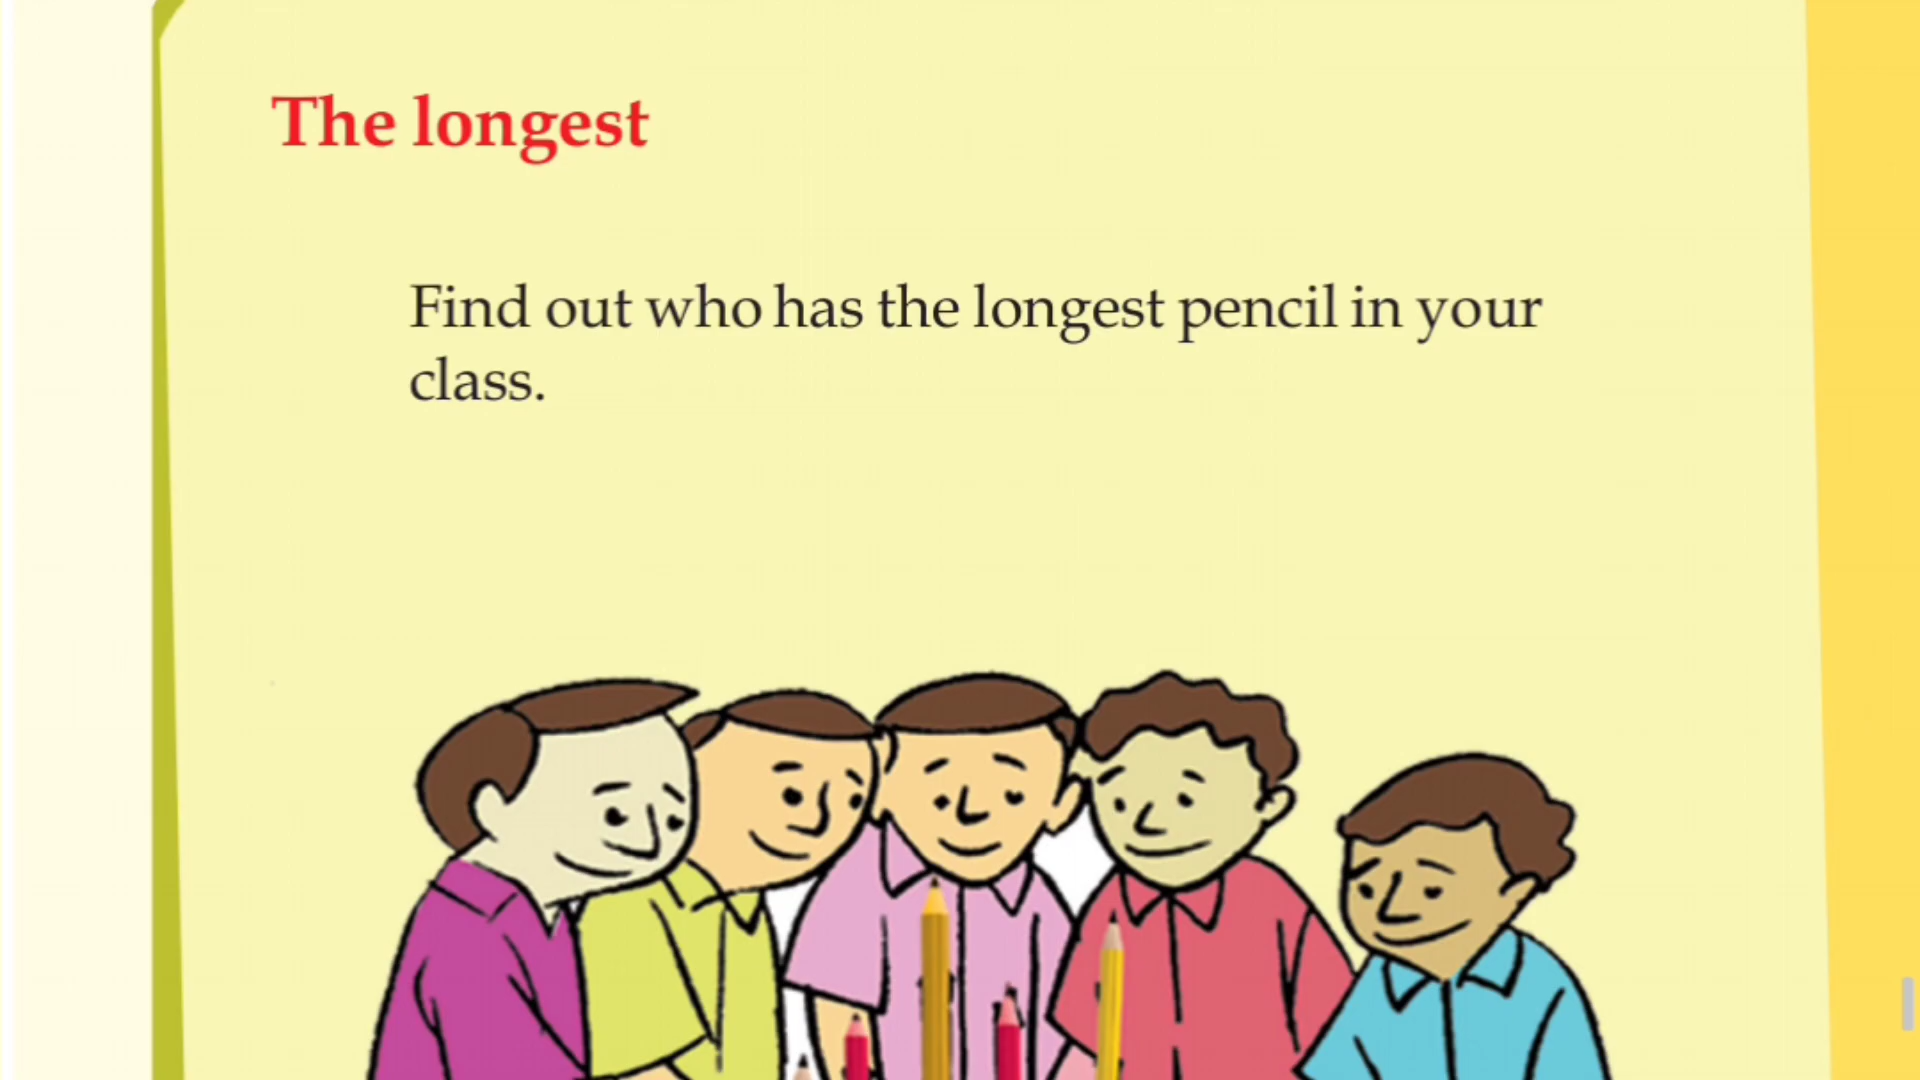 The longest
Find out who has the longest pencil in your
class.